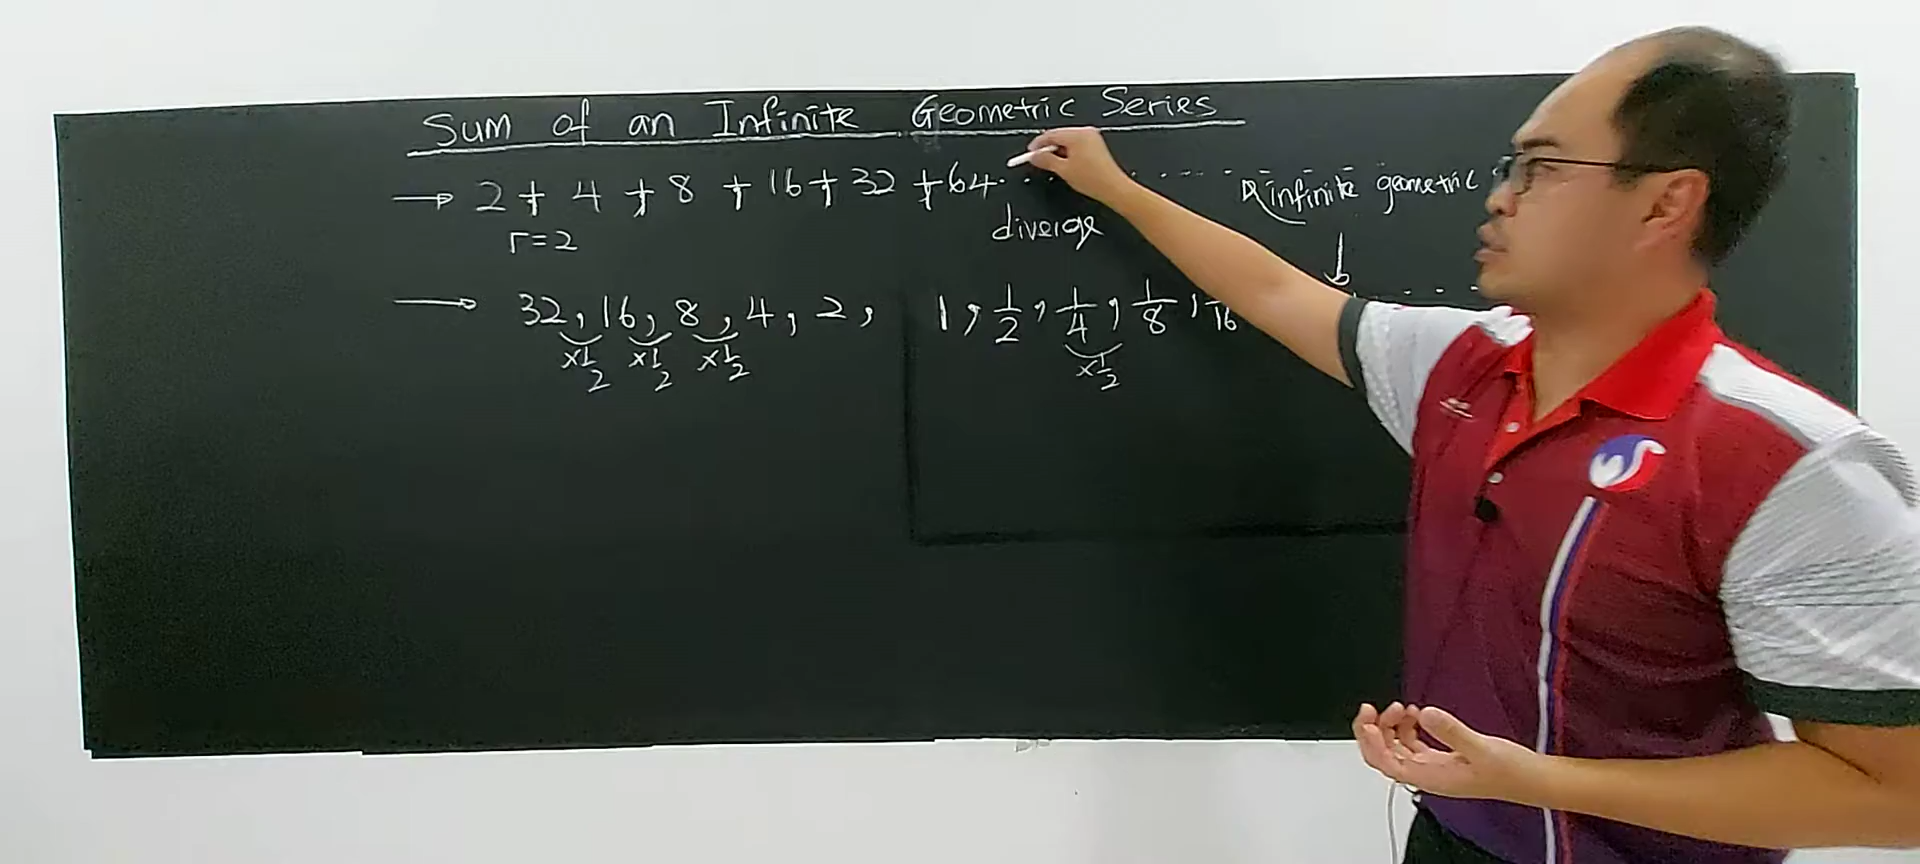 Sum of an Infinite Geometric Series
→ 2 + 4 + 8 + 16 + 32 + 64 . . . . . . . . infinite geometric
r = 2
diverge
→ 32, 16, 8, 4, 2, 1, 1/2, 1/4, 1/8, 1/16 . . . .
×1/2 ×1/2 ×1/2 ×1/2